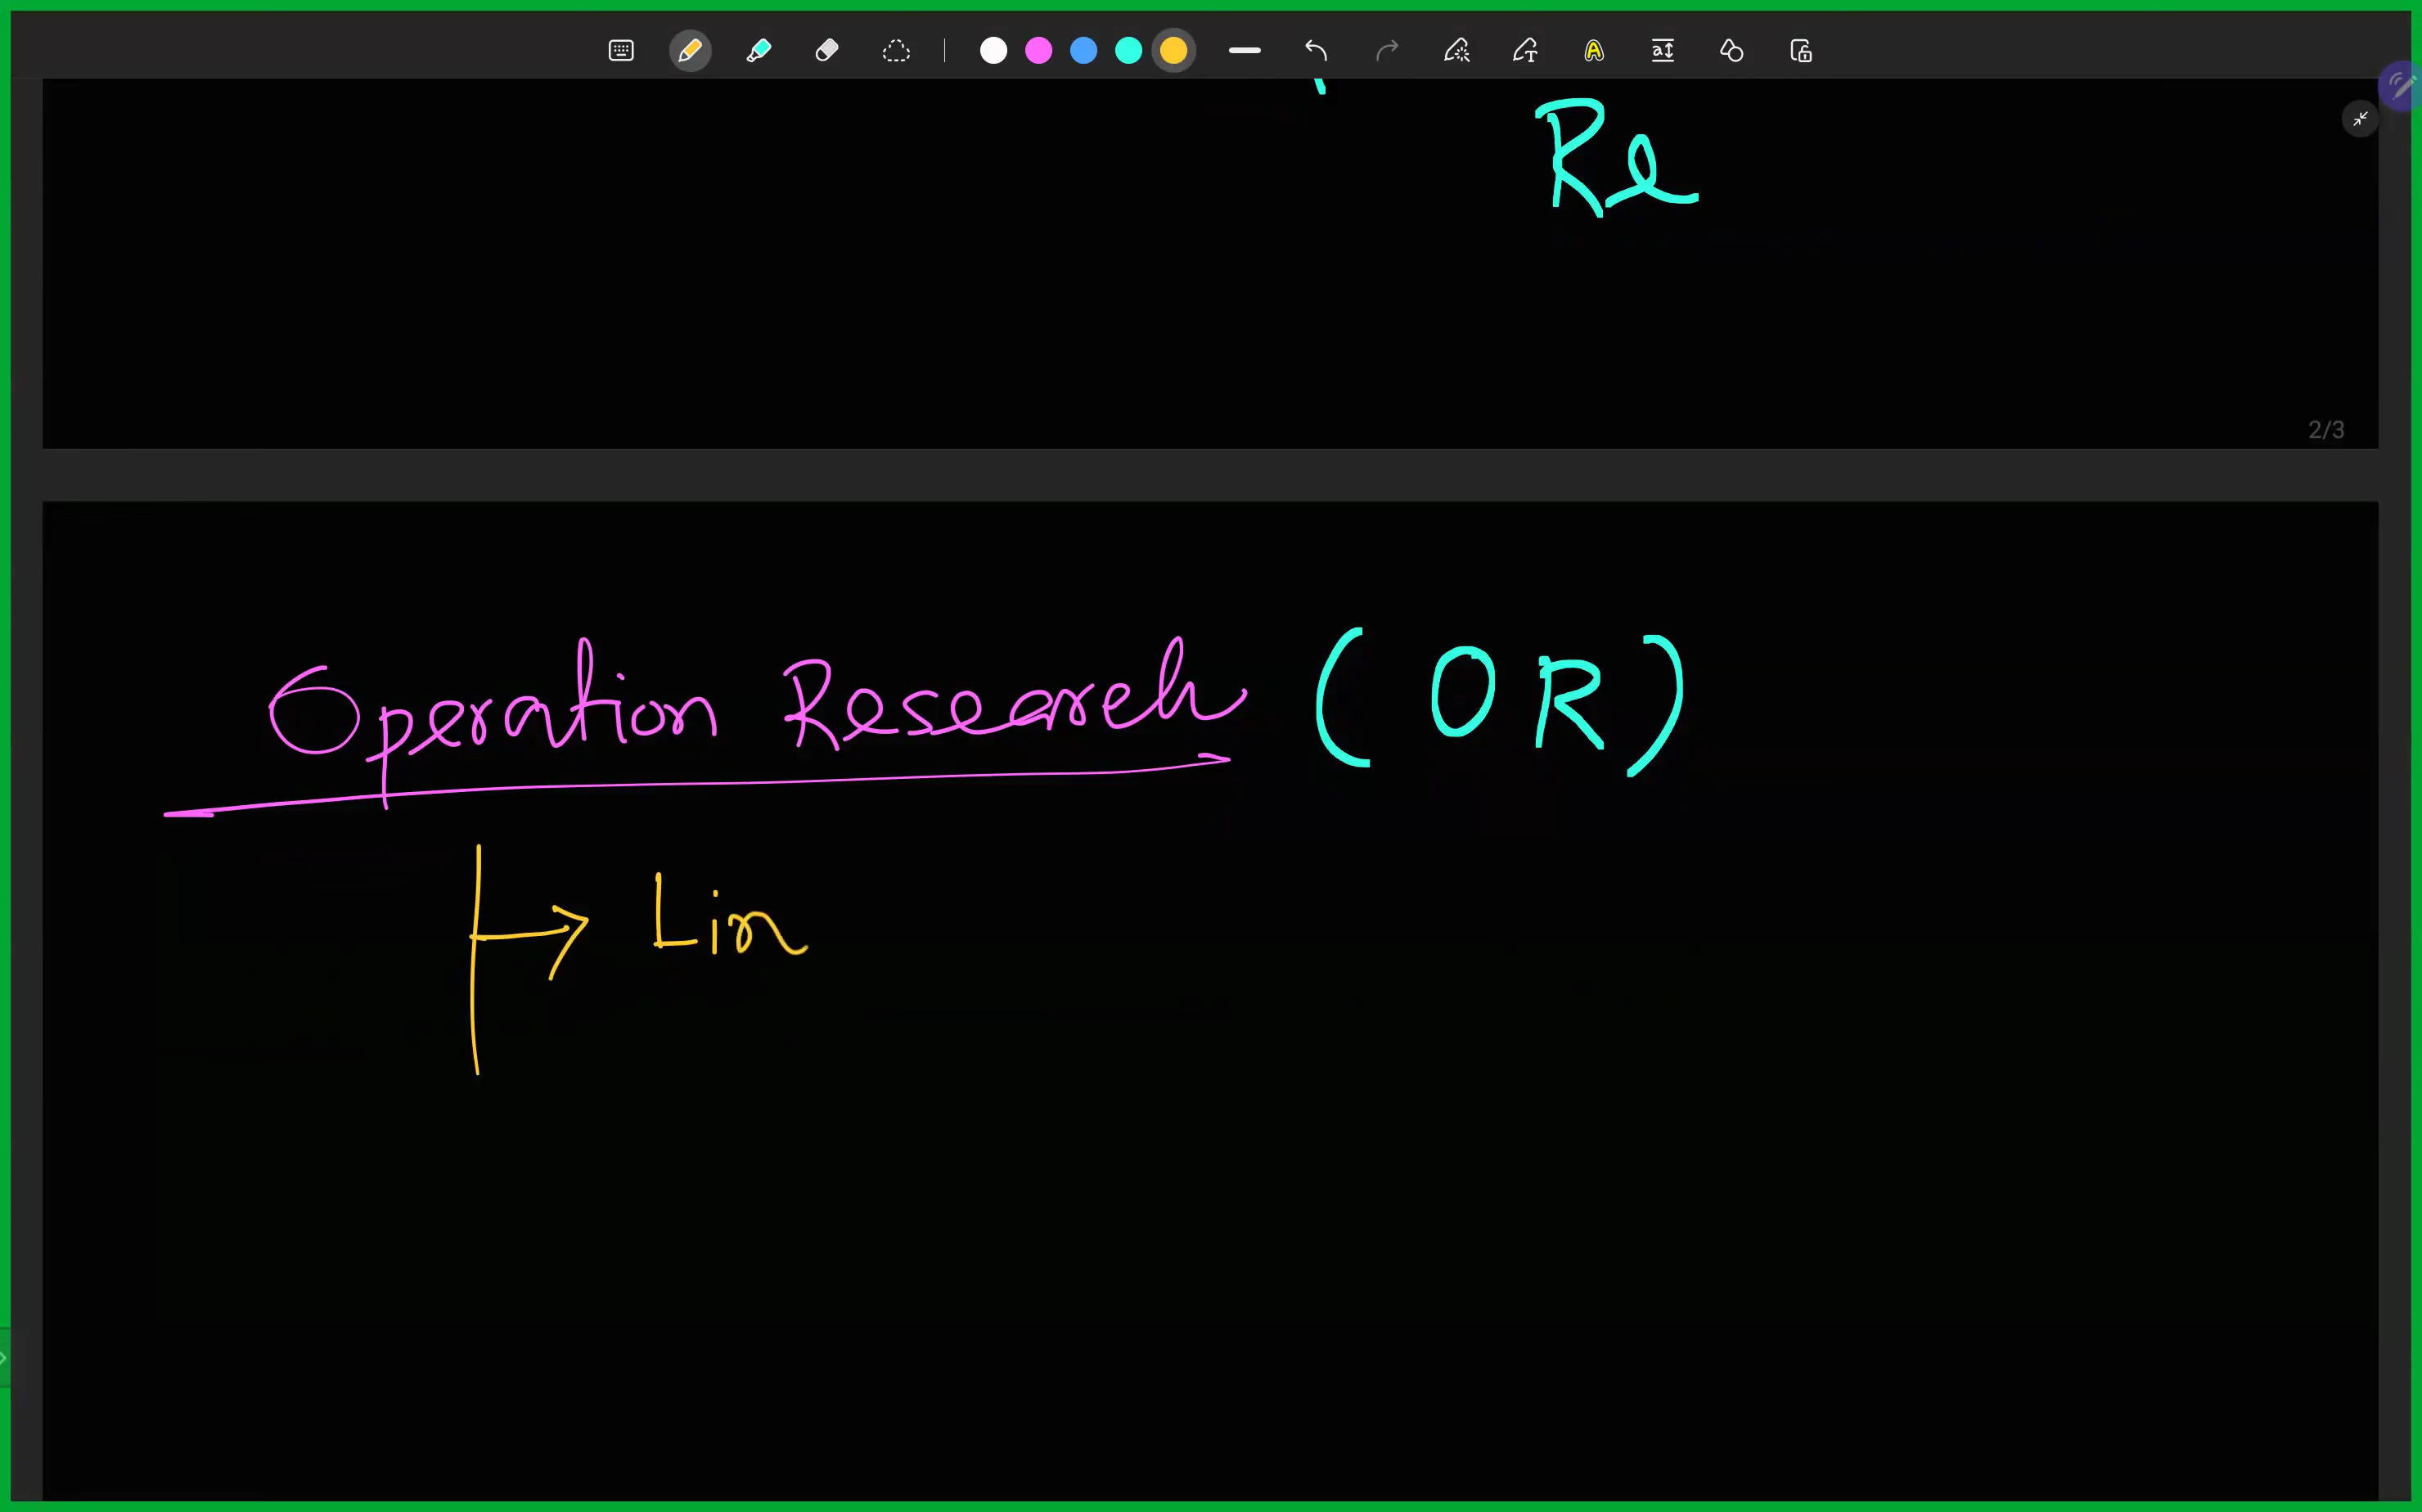 Re
2/3
Operation Research (OR)
→ Lin